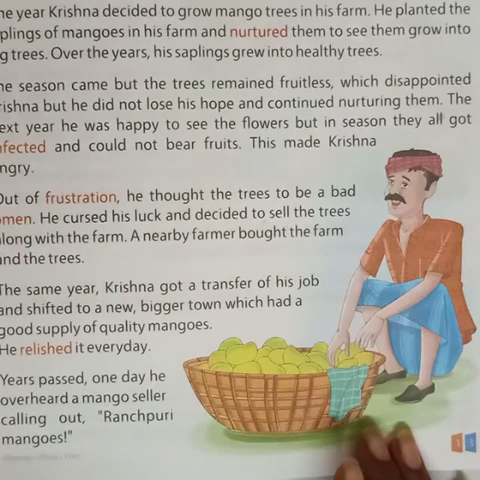 ne year Krishna decided to grow mango trees in his farm. He planted the
plings of mangoes in his farm and nurtured them to see them grow into
g trees. Over the years, his saplings grew into healthy trees.
ne season came but the trees remained fruitless, which disappointed
rishna but he did not lose his hope and continued nurturing them. The
ext year he was happy to see the flowers but in season they all got
nfected and could not bear fruits. This made Krishna
ngry.
Out of frustration, he thought the trees to be a bad
omen. He cursed his luck and decided to sell the trees
along with the farm. A nearby farmer bought the farm
and the trees.
The same year, Krishna got a transfer of his job
and shifted to a new, bigger town which had a
good supply of quality mangoes.
He relished it everyday.
Years passed, one day he
overheard a mango seller
calling out, "Ranchpuri
mangoes!"